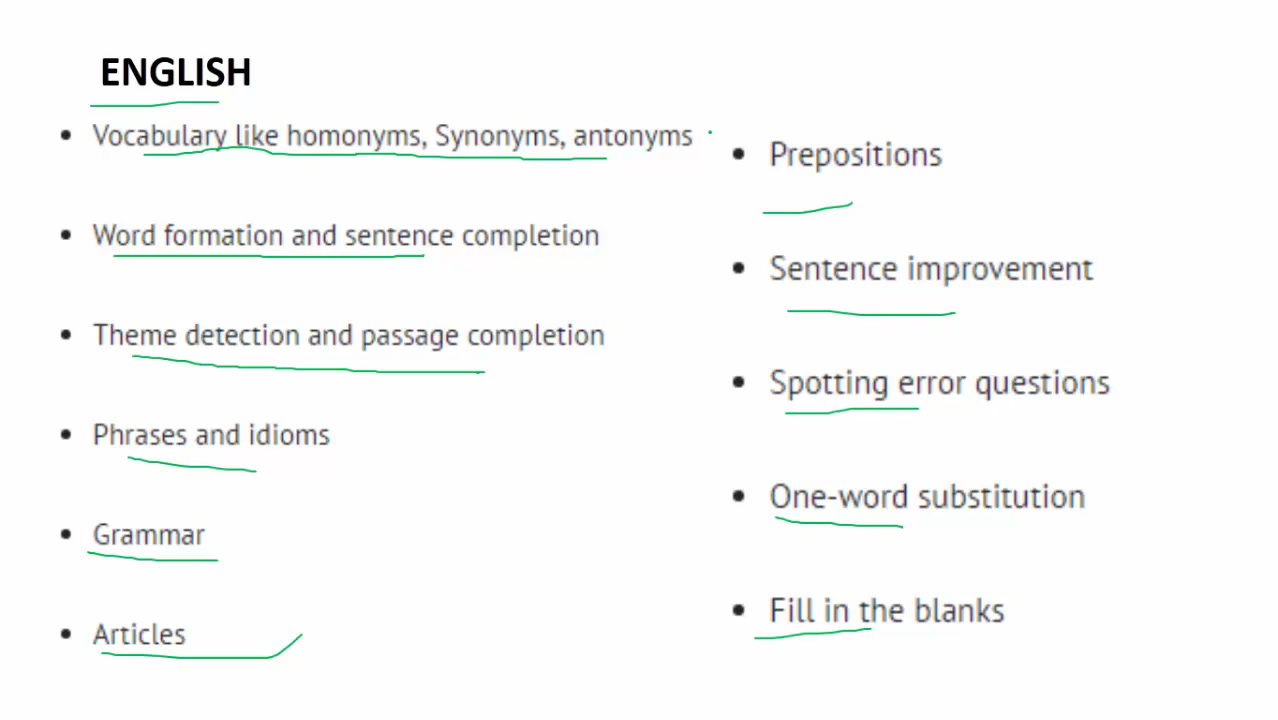 ENGLISH
• Vocabulary like homonyms, Synonyms, antonyms
• Word formation and sentence completion
• Theme detection and passage completion
• Phrases and idioms
• Grammar
• Articles
• Prepositions
• Sentence improvement
• Spotting error questions
• One-word substitution
• Fill in the blanks